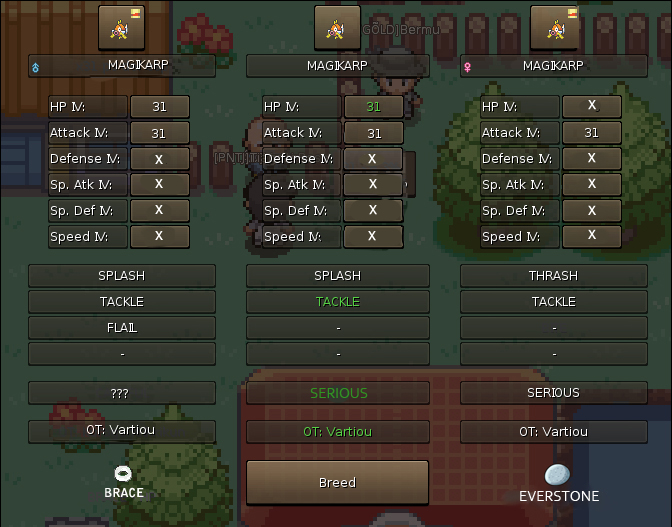 GÖLD]Bermu
MAGIKARP MAGIKARP MAGIKARP
HP IV: 31 HP IV: 31 HP IV: X
Attack IV: 31 Attack IV: 31 Attack IV: 31
Defense IV: X Defense IV: X Defense IV: X
Sp. Atk IV: X Sp. Atk IV: X Sp. Atk IV: X
Sp. Def IV: X Sp. Def IV: X Sp. Def IV: X
Speed IV: X Speed IV: X Speed IV: X
SPLASH SPLASH THRASH
TACKLE TACKLE TACKLE
FLAIL - -
- - -
??? SERIOUS SERIOUS
OT: Vartiou OT: Vartiou OT: Vartiou
BRACE Breed EVERSTONE